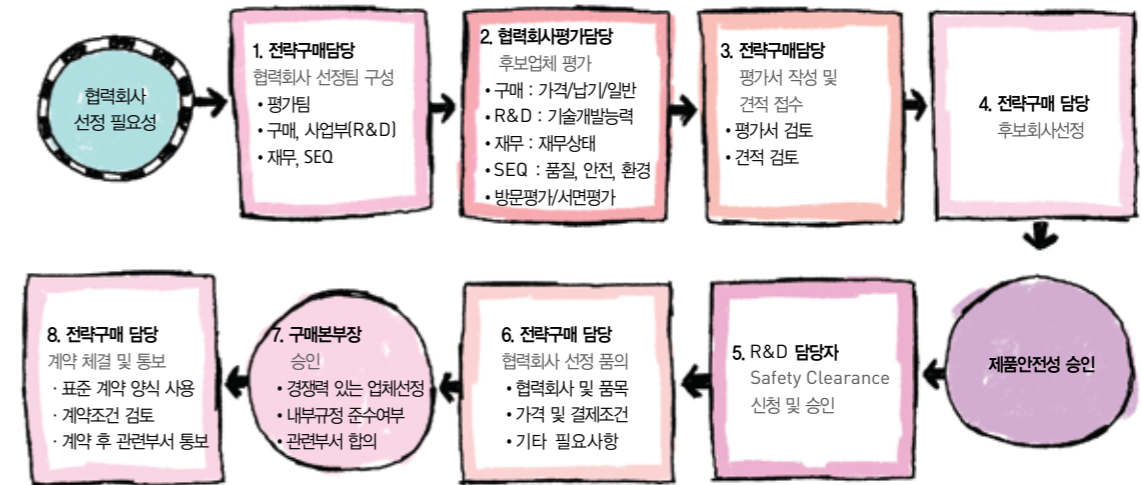 협력회사
선정 필요성
1. 전략구매담당
협력회사 선정팀 구성
• 평가팀
• 구매, 사업부(R&D)
• 재무, SEQ
2. 협력회사평가담당
후보업체 평가
• 구매 : 가격/납기/일반
• R&D : 기술개발능력
• 재무 : 재무상태
• SEQ : 품질, 안전, 환경
• 방문평가/서면평가
3. 전략구매담당
평가서 작성 및
견적 접수
• 평가서 검토
• 견적 검토
4. 전략구매 담당
후보회사선정
제품안전성 승인
5. R&D 담당자
Safety Clearance
신청 및 승인
6. 전략구매 담당
협력회사 선정 품의
• 협력회사 및 품목
• 가격 및 결제조건
• 기타 필요사항
7. 구매본부장
승인
• 경쟁력 있는 업체선정
• 내부규정 준수여부
• 관련부서 합의
8. 전략구매 담당
계약 체결 및 통보
· 표준 계약 양식 사용
· 계약조건 검토
· 계약 후 관련부서 통보